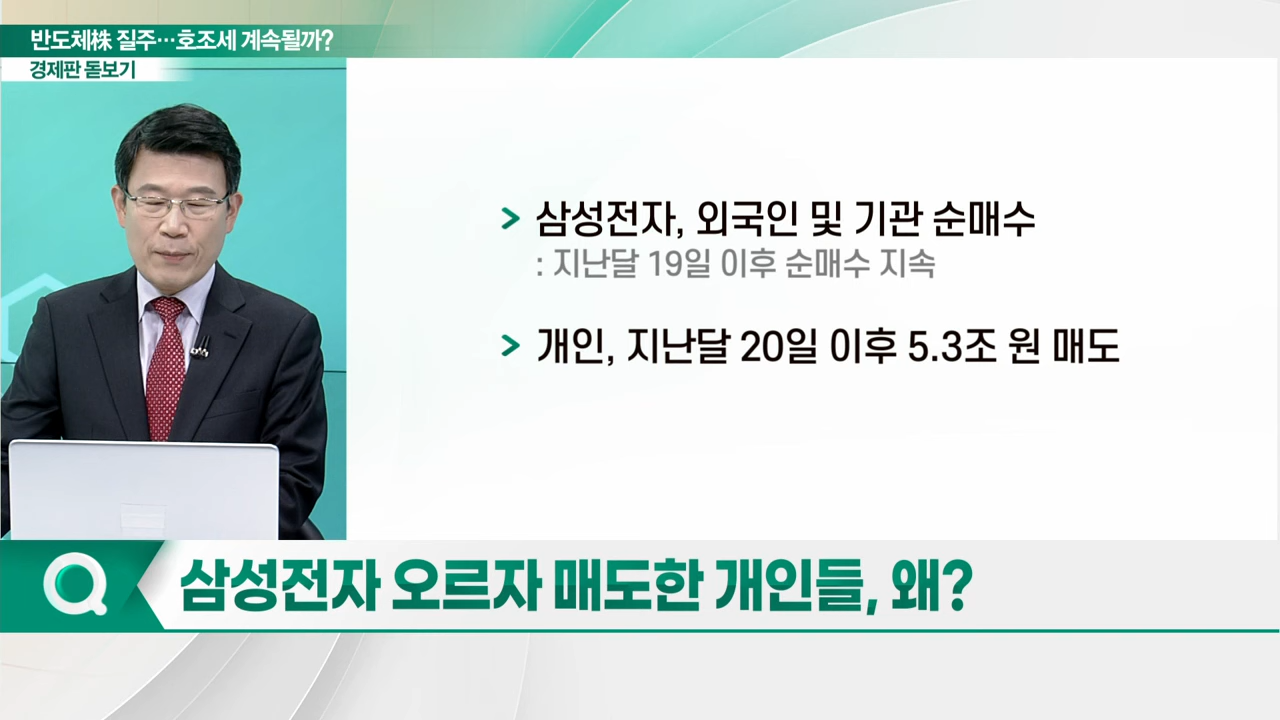 반도체株 질주…호조세 계속될까?
경제판 돋보기
> 삼성전자, 외국인 및 기관 순매수
: 지난달 19일 이후 순매수 지속
> 개인, 지난달 20일 이후 5.3조 원 매도
Q 삼성전자 오르자 매도한 개인들, 왜?